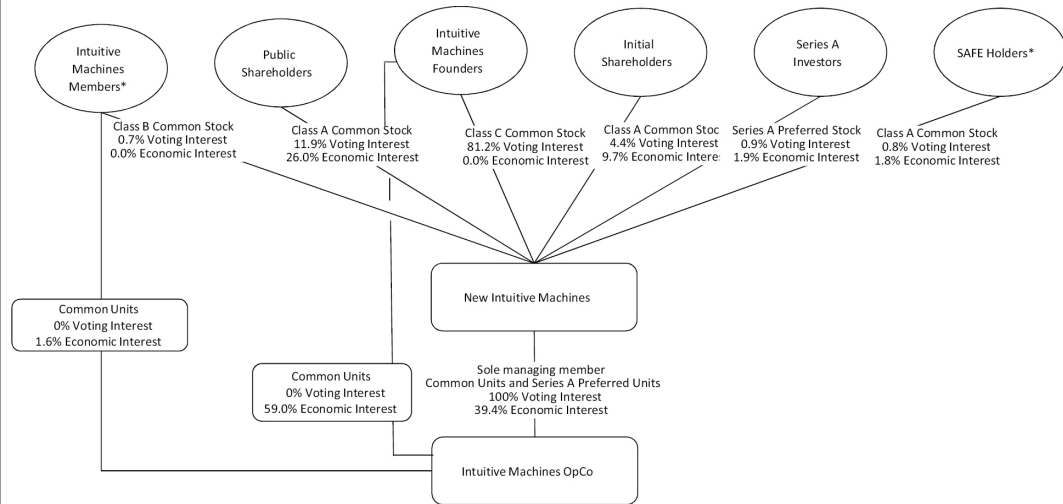 Intuitive
Machines
Members*
Public
Shareholders
Intuitive
Machines
Founders
Initial
Shareholders
Series A
Investors
SAFE Holders*
Class B Common Stock
0.7% Voting Interest
0.0% Economic Interest
Class A Common Stock
11.9% Voting Interest
26.0% Economic Interest
Class C Common Stock
81.2% Voting Interest
0.0% Economic Interest
Class A Common Stoc
4.4% Voting Interest
9.7% Economic Interes
Series A Preferred Stock
0.9% Voting Interest
1.9% Economic Interest
Class A Common Stock
0.8% Voting Interest
1.8% Economic Interest
New Intuitive Machines
Common Units
0% Voting Interest
1.6% Economic Interest
Common Units
0% Voting Interest
59.0% Economic Interest
Sole managing member
Common Units and Series A Preferred Units
100% Voting Interest
39.4% Economic Interest
Intuitive Machines OpCo